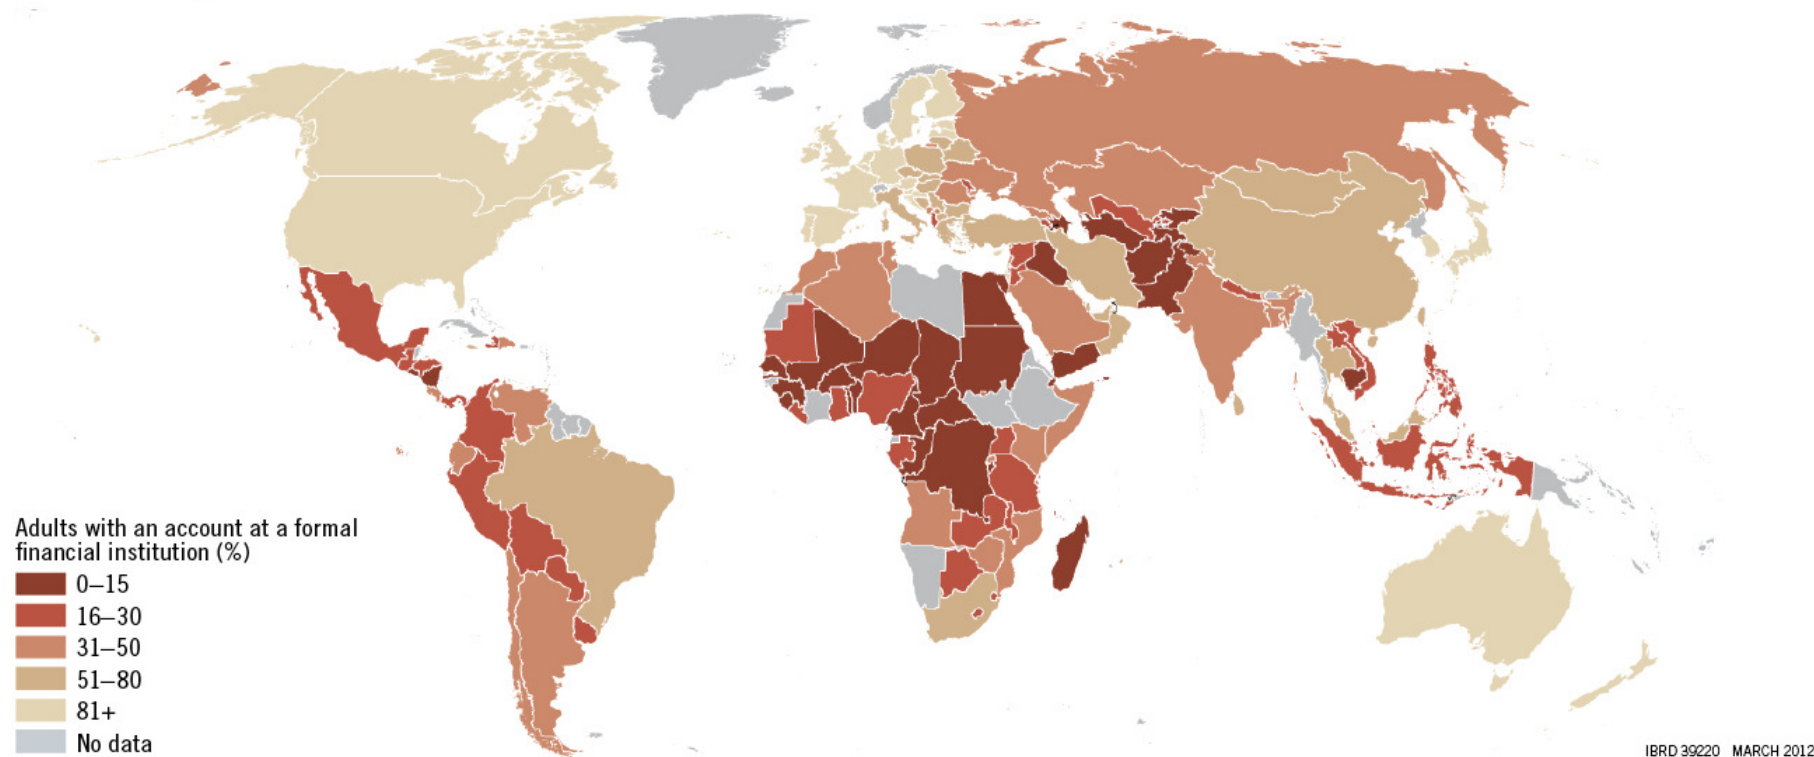 Adults with an account at a formal
financial institution (%)
0–15
16–30
31–50
51–80
81+
No data
IBRD 39220 MARCH 2012